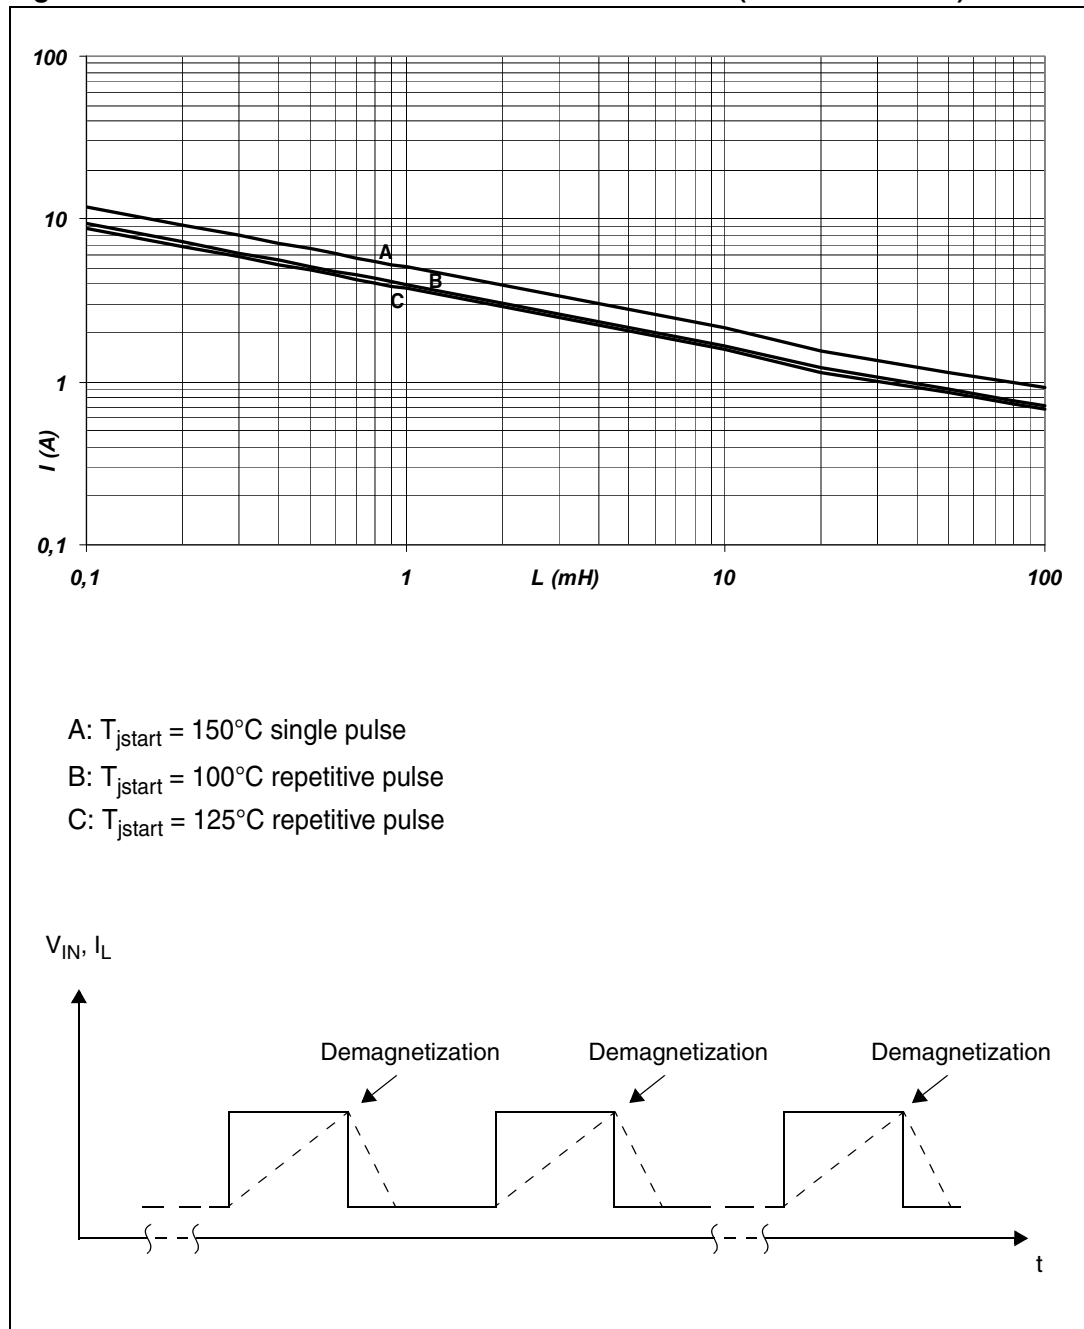 100
10
1
0,1
I (A)
A
B
C
0,1 1 L (mH) 10 100
A: Tjstart = 150°C single pulse
B: Tjstart = 100°C repetitive pulse
C: Tjstart = 125°C repetitive pulse
VIN, IL
Demagnetization Demagnetization Demagnetization
t